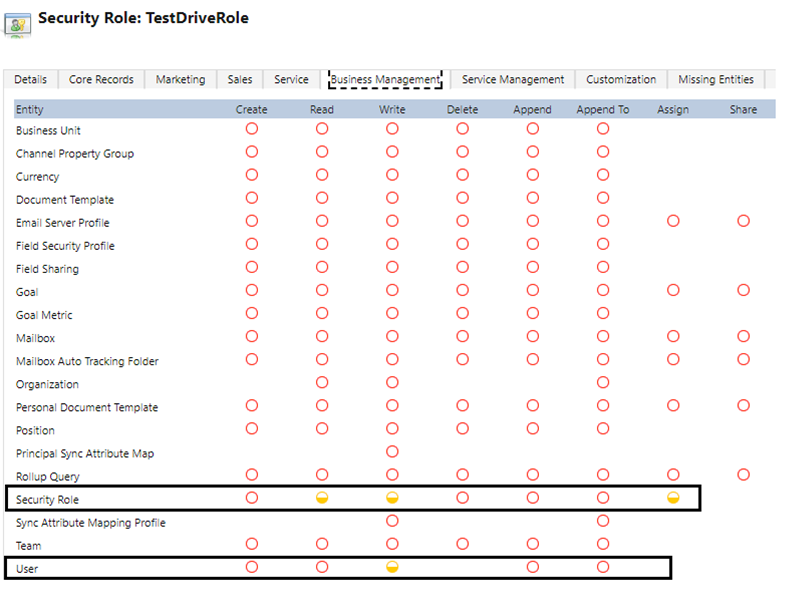 Security Role: TestDriveRole
Details Core Records Marketing Sales Service Business Management Service Management Customization Missing Entities
Entity Create Read Write Delete Append Append To Assign Share
Business Unit
Channel Property Group
Currency
Document Template
Email Server Profile
Field Security Profile
Field Sharing
Goal
Goal Metric
Mailbox
Mailbox Auto Tracking Folder
Organization
Personal Document Template
Position
Principal Sync Attribute Map
Rollup Query
Security Role
Sync Attribute Mapping Profile
Team
User